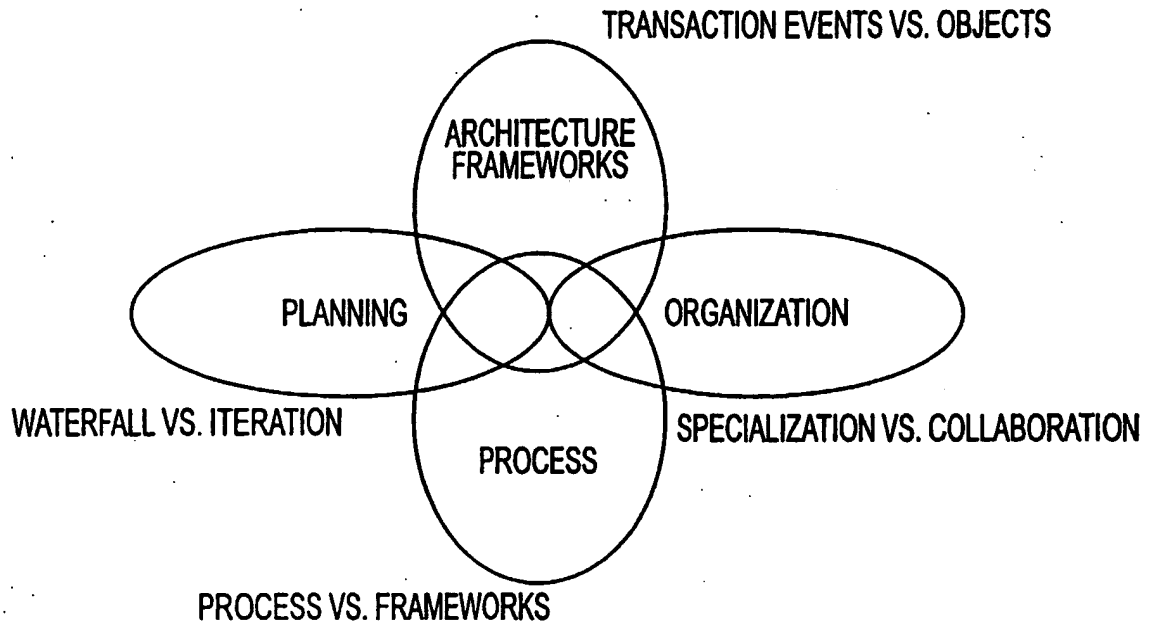 TRANSACTION EVENTS VS. OBJECTS
ARCHITECTURE
FRAMEWORKS
PLANNING
ORGANIZATION
WATERFALL VS. ITERATION
SPECIALIZATION VS. COLLABORATION
PROCESS
PROCESS VS. FRAMEWORKS